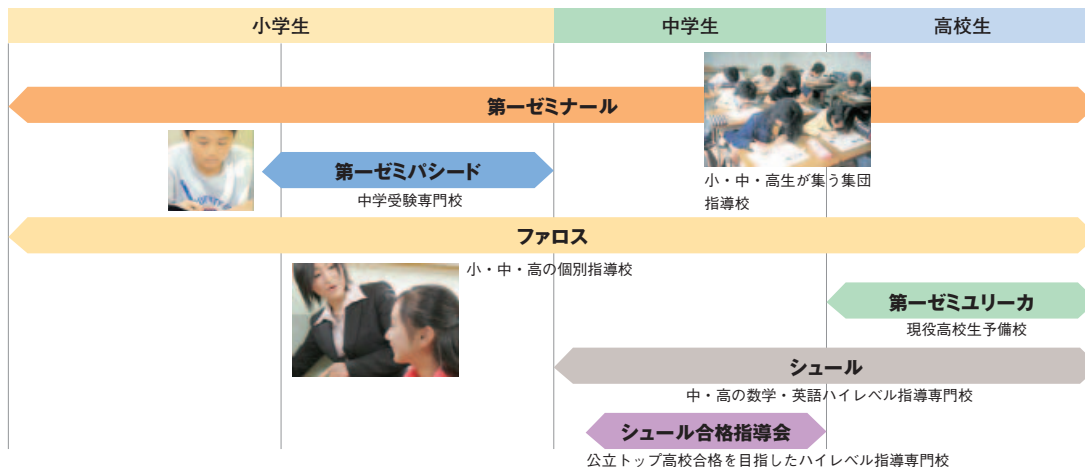 小学生
中学生
高校生
第一ゼミナール
小・中・高生が集う集団
指導校
第一ゼミパシード
中学受験専門校
ファロス
小・中・高の個別指導校
第一ゼミユリーカ
現役高校生予備校
シュール
中・高の数学・英語ハイレベル指導専門校
シュール合格指導会
公立トップ高校合格を目指したハイレベル指導専門校